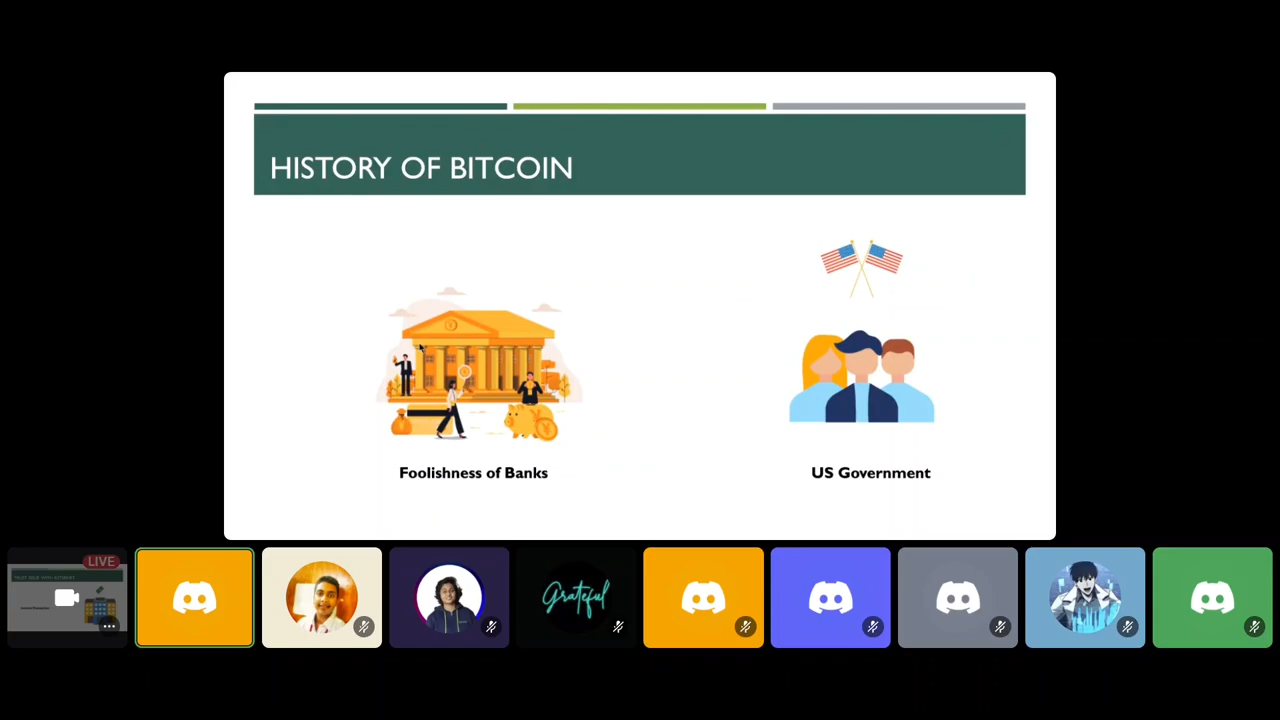 HISTORY OF BITCOIN
Foolishness of Banks
US Government
LIVE
Grateful